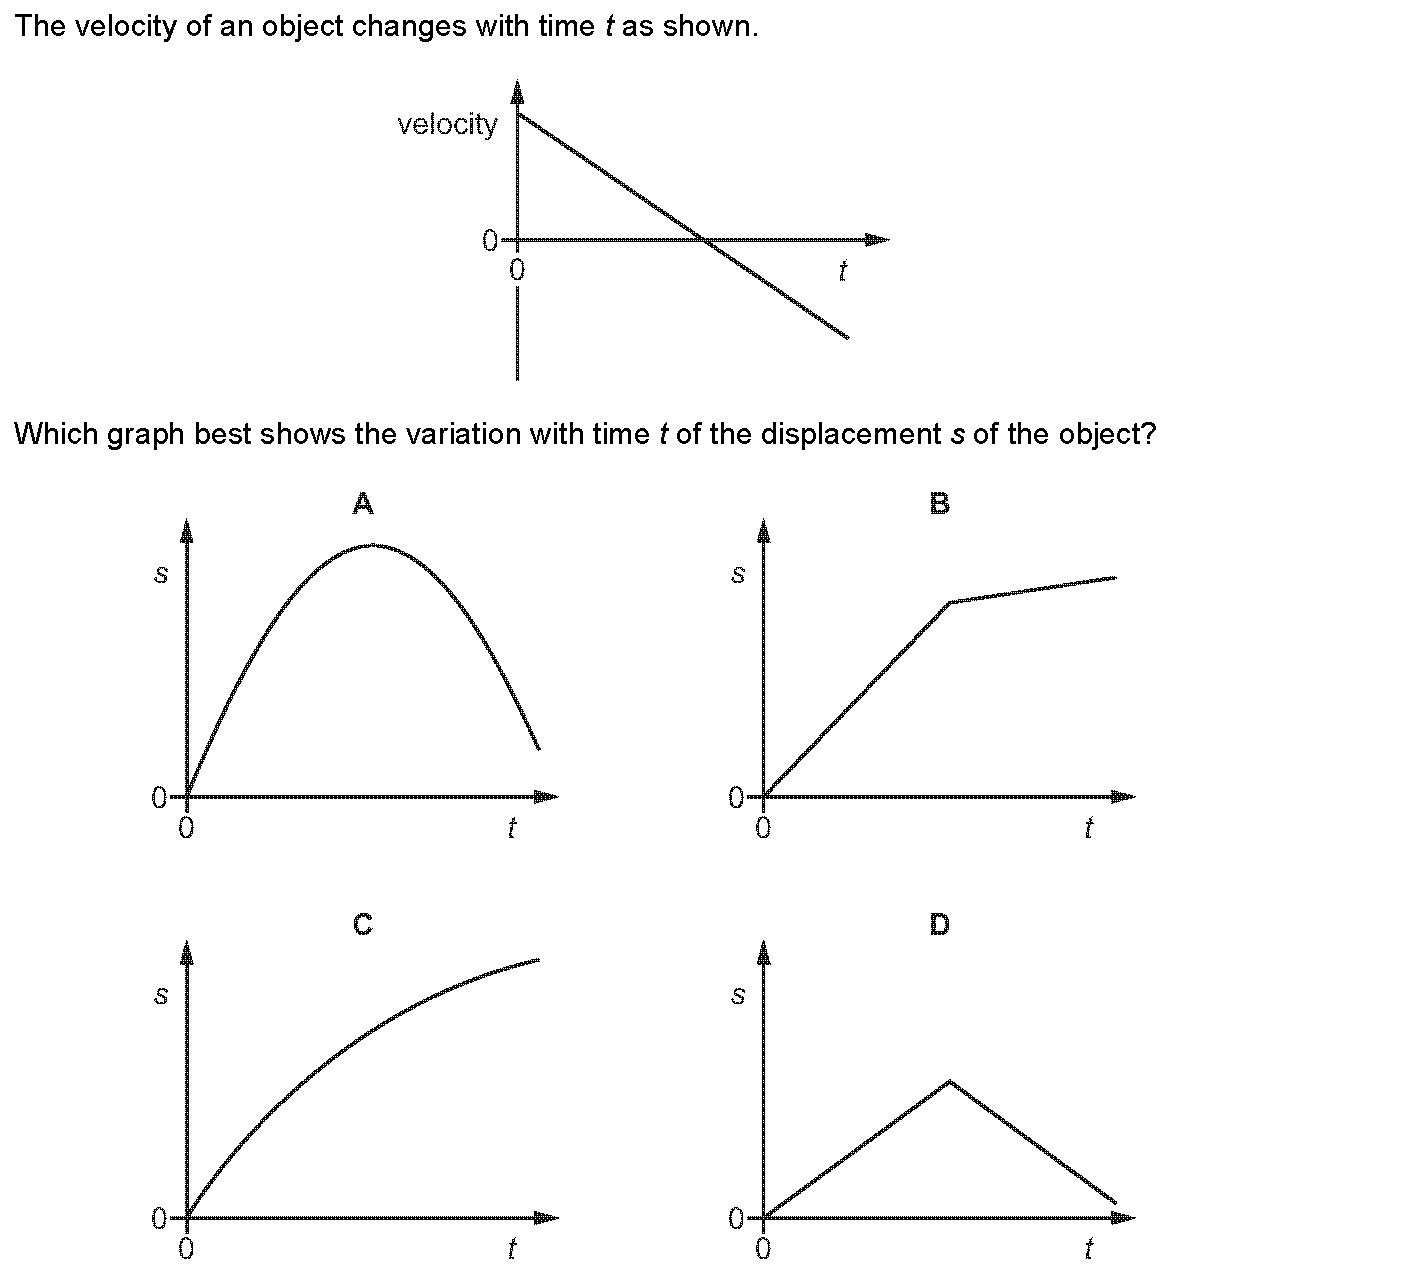 The velocity of an object changes with time t as shown.
velocity
0
0
t
Which graph best shows the variation with time t of the displacement s of the object?
A
s
0
0
t
B
s
0
0
t
C
s
0
0
t
D
s
0
0
t